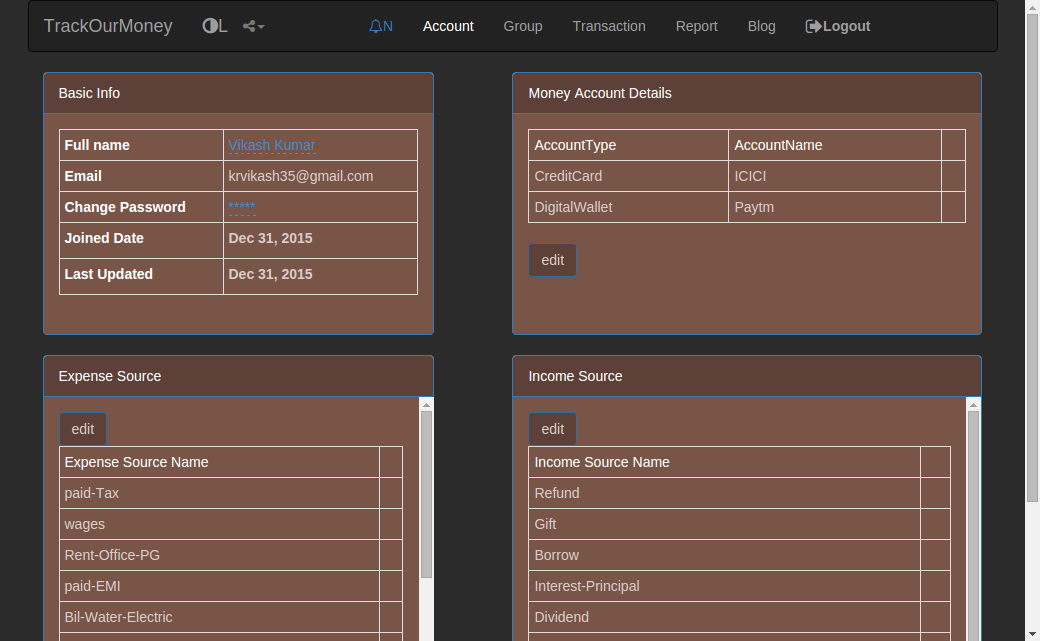 TrackOurMoney L N Account Group Transaction Report Blog Logout
Basic Info
Full name Vikash Kumar
Email krvikash35@gmail.com
Change Password *****
Joined Date Dec 31, 2015
Last Updated Dec 31, 2015
Money Account Details
AccountType AccountName
CreditCard ICICI
DigitalWallet Paytm
edit
Expense Source
edit
Expense Source Name
paid-Tax
wages
Rent-Office-PG
paid-EMI
Bil-Water-Electric
Income Source
edit
Income Source Name
Refund
Gift
Borrow
Interest-Principal
Dividend